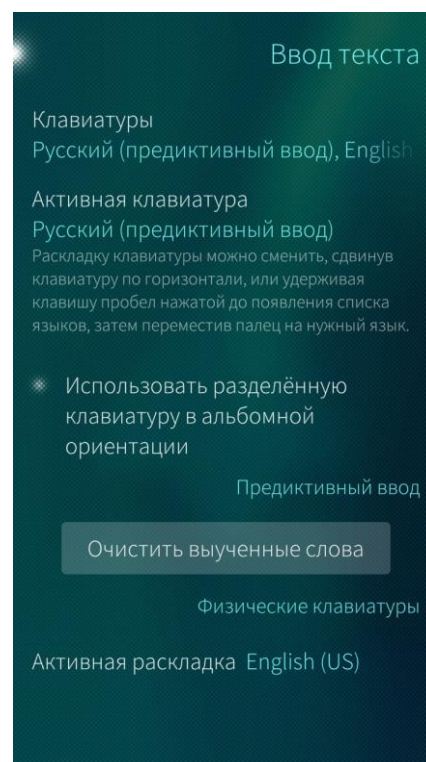 Ввод текста
Клавиатуры
Русский (предиктивный ввод), English
Активная клавиатура
Русский (предиктивный ввод)
Раскладку клавиатуры можно сменить, сдвинув
клавиатуру по горизонтали, или удерживая
клавишу пробел нажатой до появления списка
языков, затем переместив палец на нужный язык.
Использовать разделённую
клавиатуру в альбомной
ориентации
Предиктивный ввод
Очистить выученные слова
Физические клавиатуры
Активная раскладка English (US)